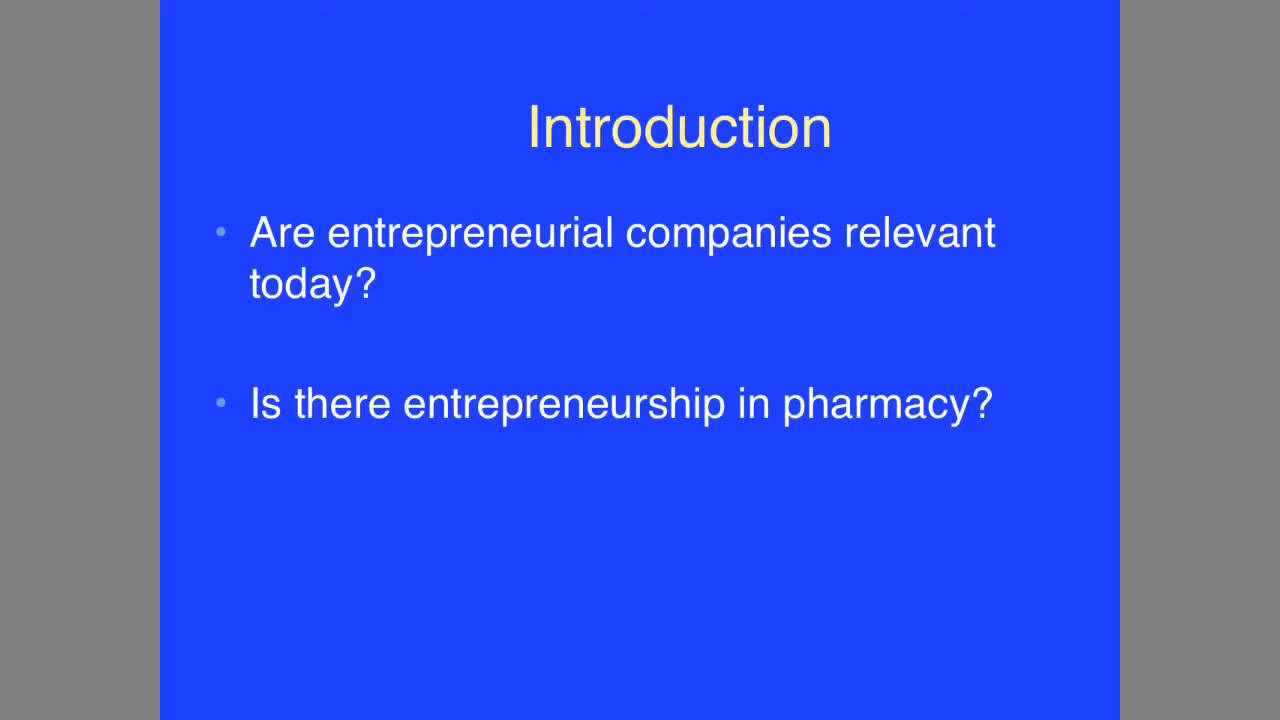 Introduction
• Are entrepreneurial companies relevant
today?
• Is there entrepreneurship in pharmacy?